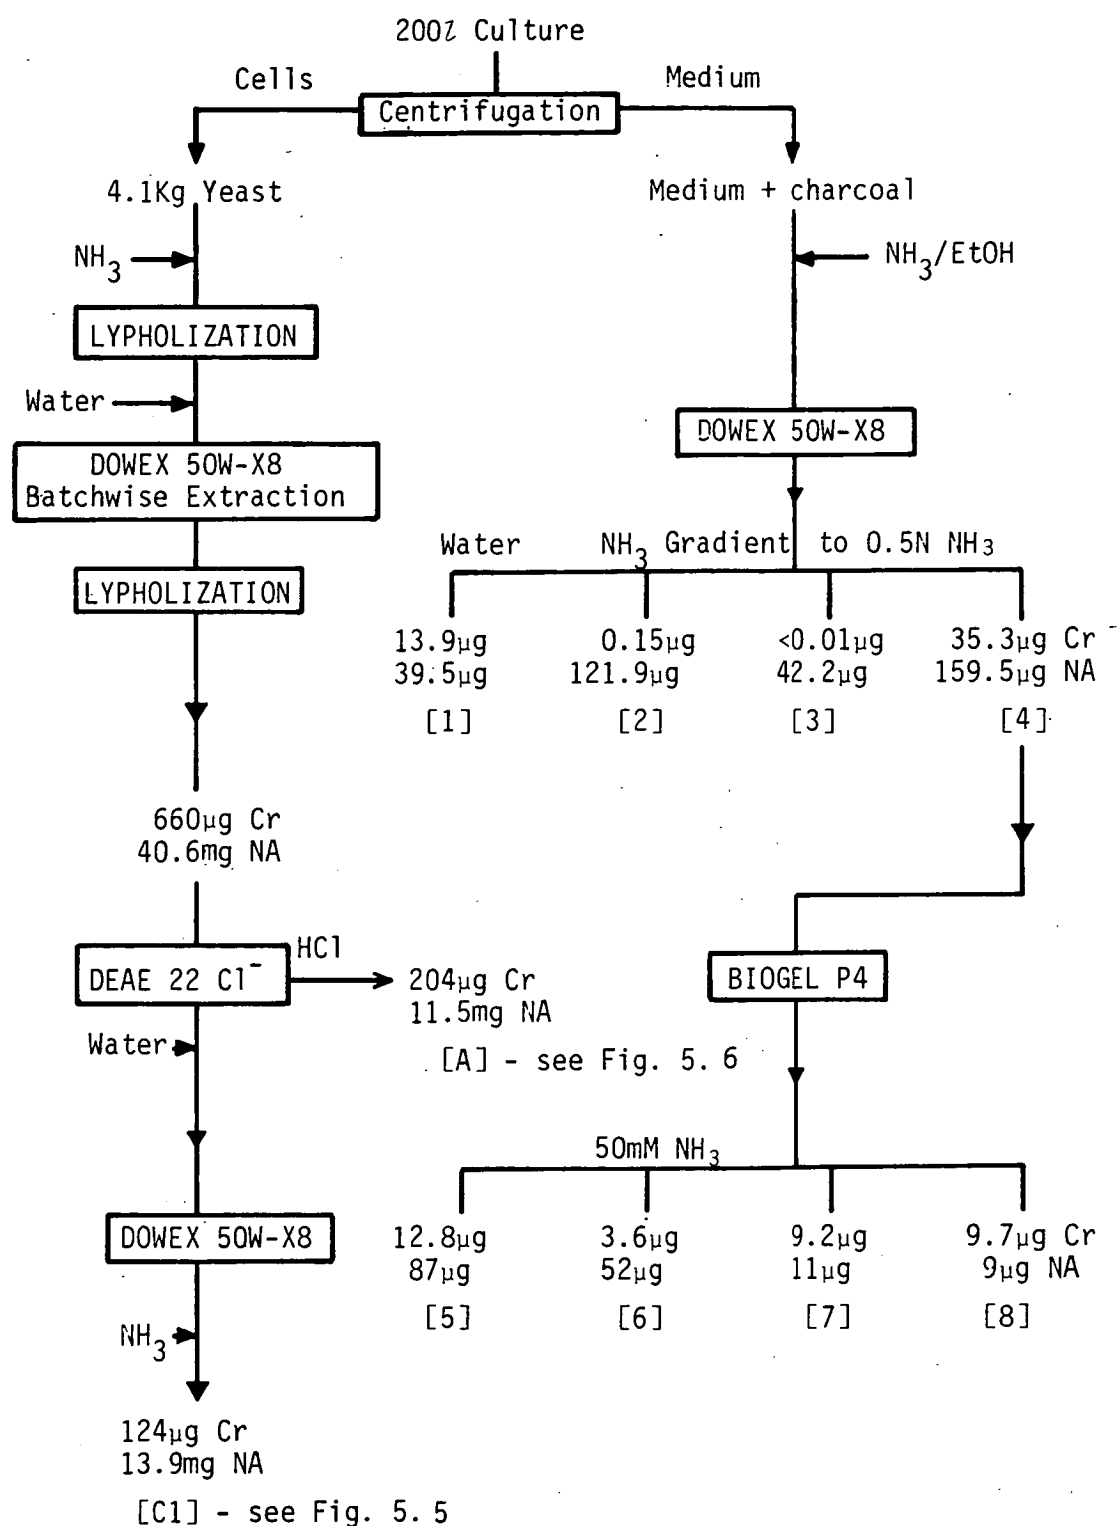 200l Culture
Cells
Medium
Centrifugation
4.1Kg Yeast
NH3
LYPHOLIZATION
Water
DOWEX 50W-X8
Batchwise Extraction
LYPHOLIZATION
660µg Cr
40.6mg NA
DEAE 22 Cl⁻
HCl
204µg Cr
11.5mg NA
[A] - see Fig. 5.6
Water
DOWEX 50W-X8
NH3
124µg Cr
13.9mg NA
[C1] - see Fig. 5.5
Medium + charcoal
NH3/EtOH
DOWEX 50W-X8
Water NH3 Gradient to 0.5N NH3
13.9µg 0.15µg <0.01µg 35.3µg Cr
39.5µg 121.9µg 42.2µg 159.5µg NA
[1] [2] [3] [4]
BIOGEL P4
50mM NH3
12.8µg 3.6µg 9.2µg 9.7µg Cr
87µg 52µg 11µg 9µg NA
[5] [6] [7] [8]